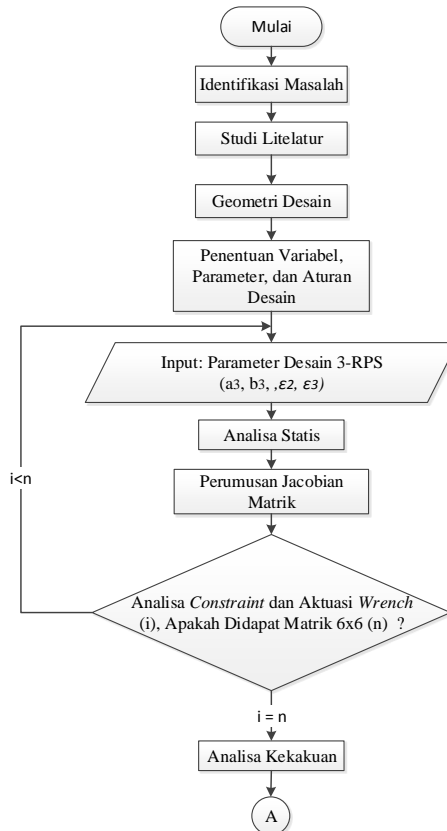 Mulai
Identifikasi Masalah
Studi Litelatur
Geometri Desain
Penentuan Variabel,
Parameter, dan Aturan
Desain
Input: Parameter Desain 3-RPS
(a3, b3, ,ε2, ε3)
Analisa Statis
i<n
Perumusan Jacobian
Matrik
Analisa Constraint dan Aktuasi Wrench
(i), Apakah Didapat Matrik 6x6 (n) ?
i = n
Analisa Kekakuan
A